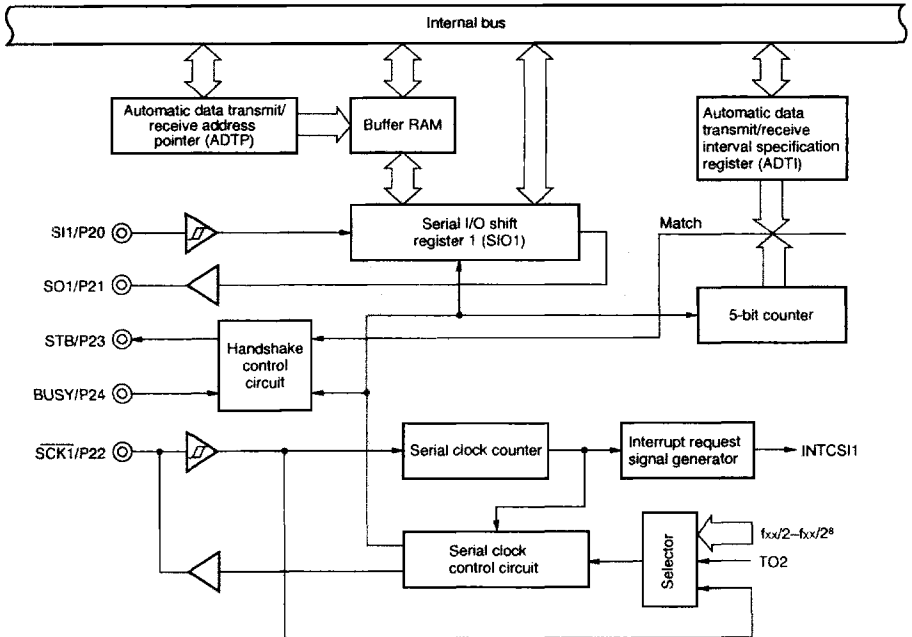 Internal bus
Automatic data transmit/
receive address
pointer (ADTP)
Buffer RAM
Automatic data
transmit/receive
interval specification
register (ADTI)
SI1/P20
Serial I/O shift
register 1 (SIO1)
Match
SO1/P21
5-bit counter
STB/P23
Handshake
control
circuit
BUSY/P24
S̅C̅K̅1̅/P22
Serial clock counter
Interrupt request
signal generator
INTCSI1
Serial clock
control circuit
Selector
fxx/2–fxx/2⁸
TO2